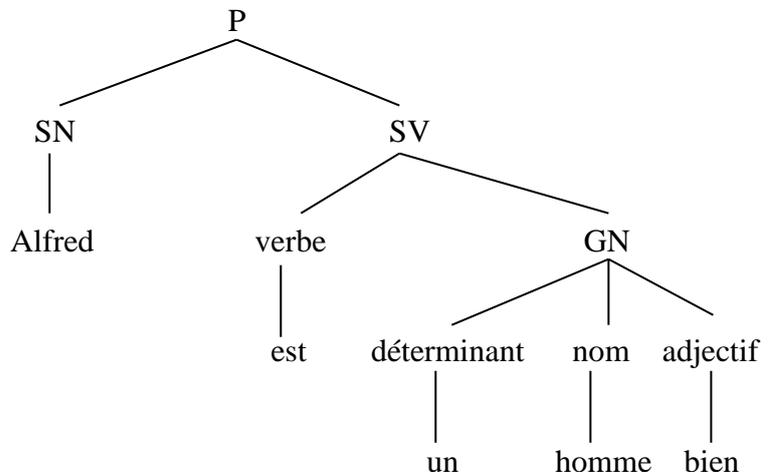 P
SN SV
Alfred verbe GN
est déterminant nom adjectif
un homme bien